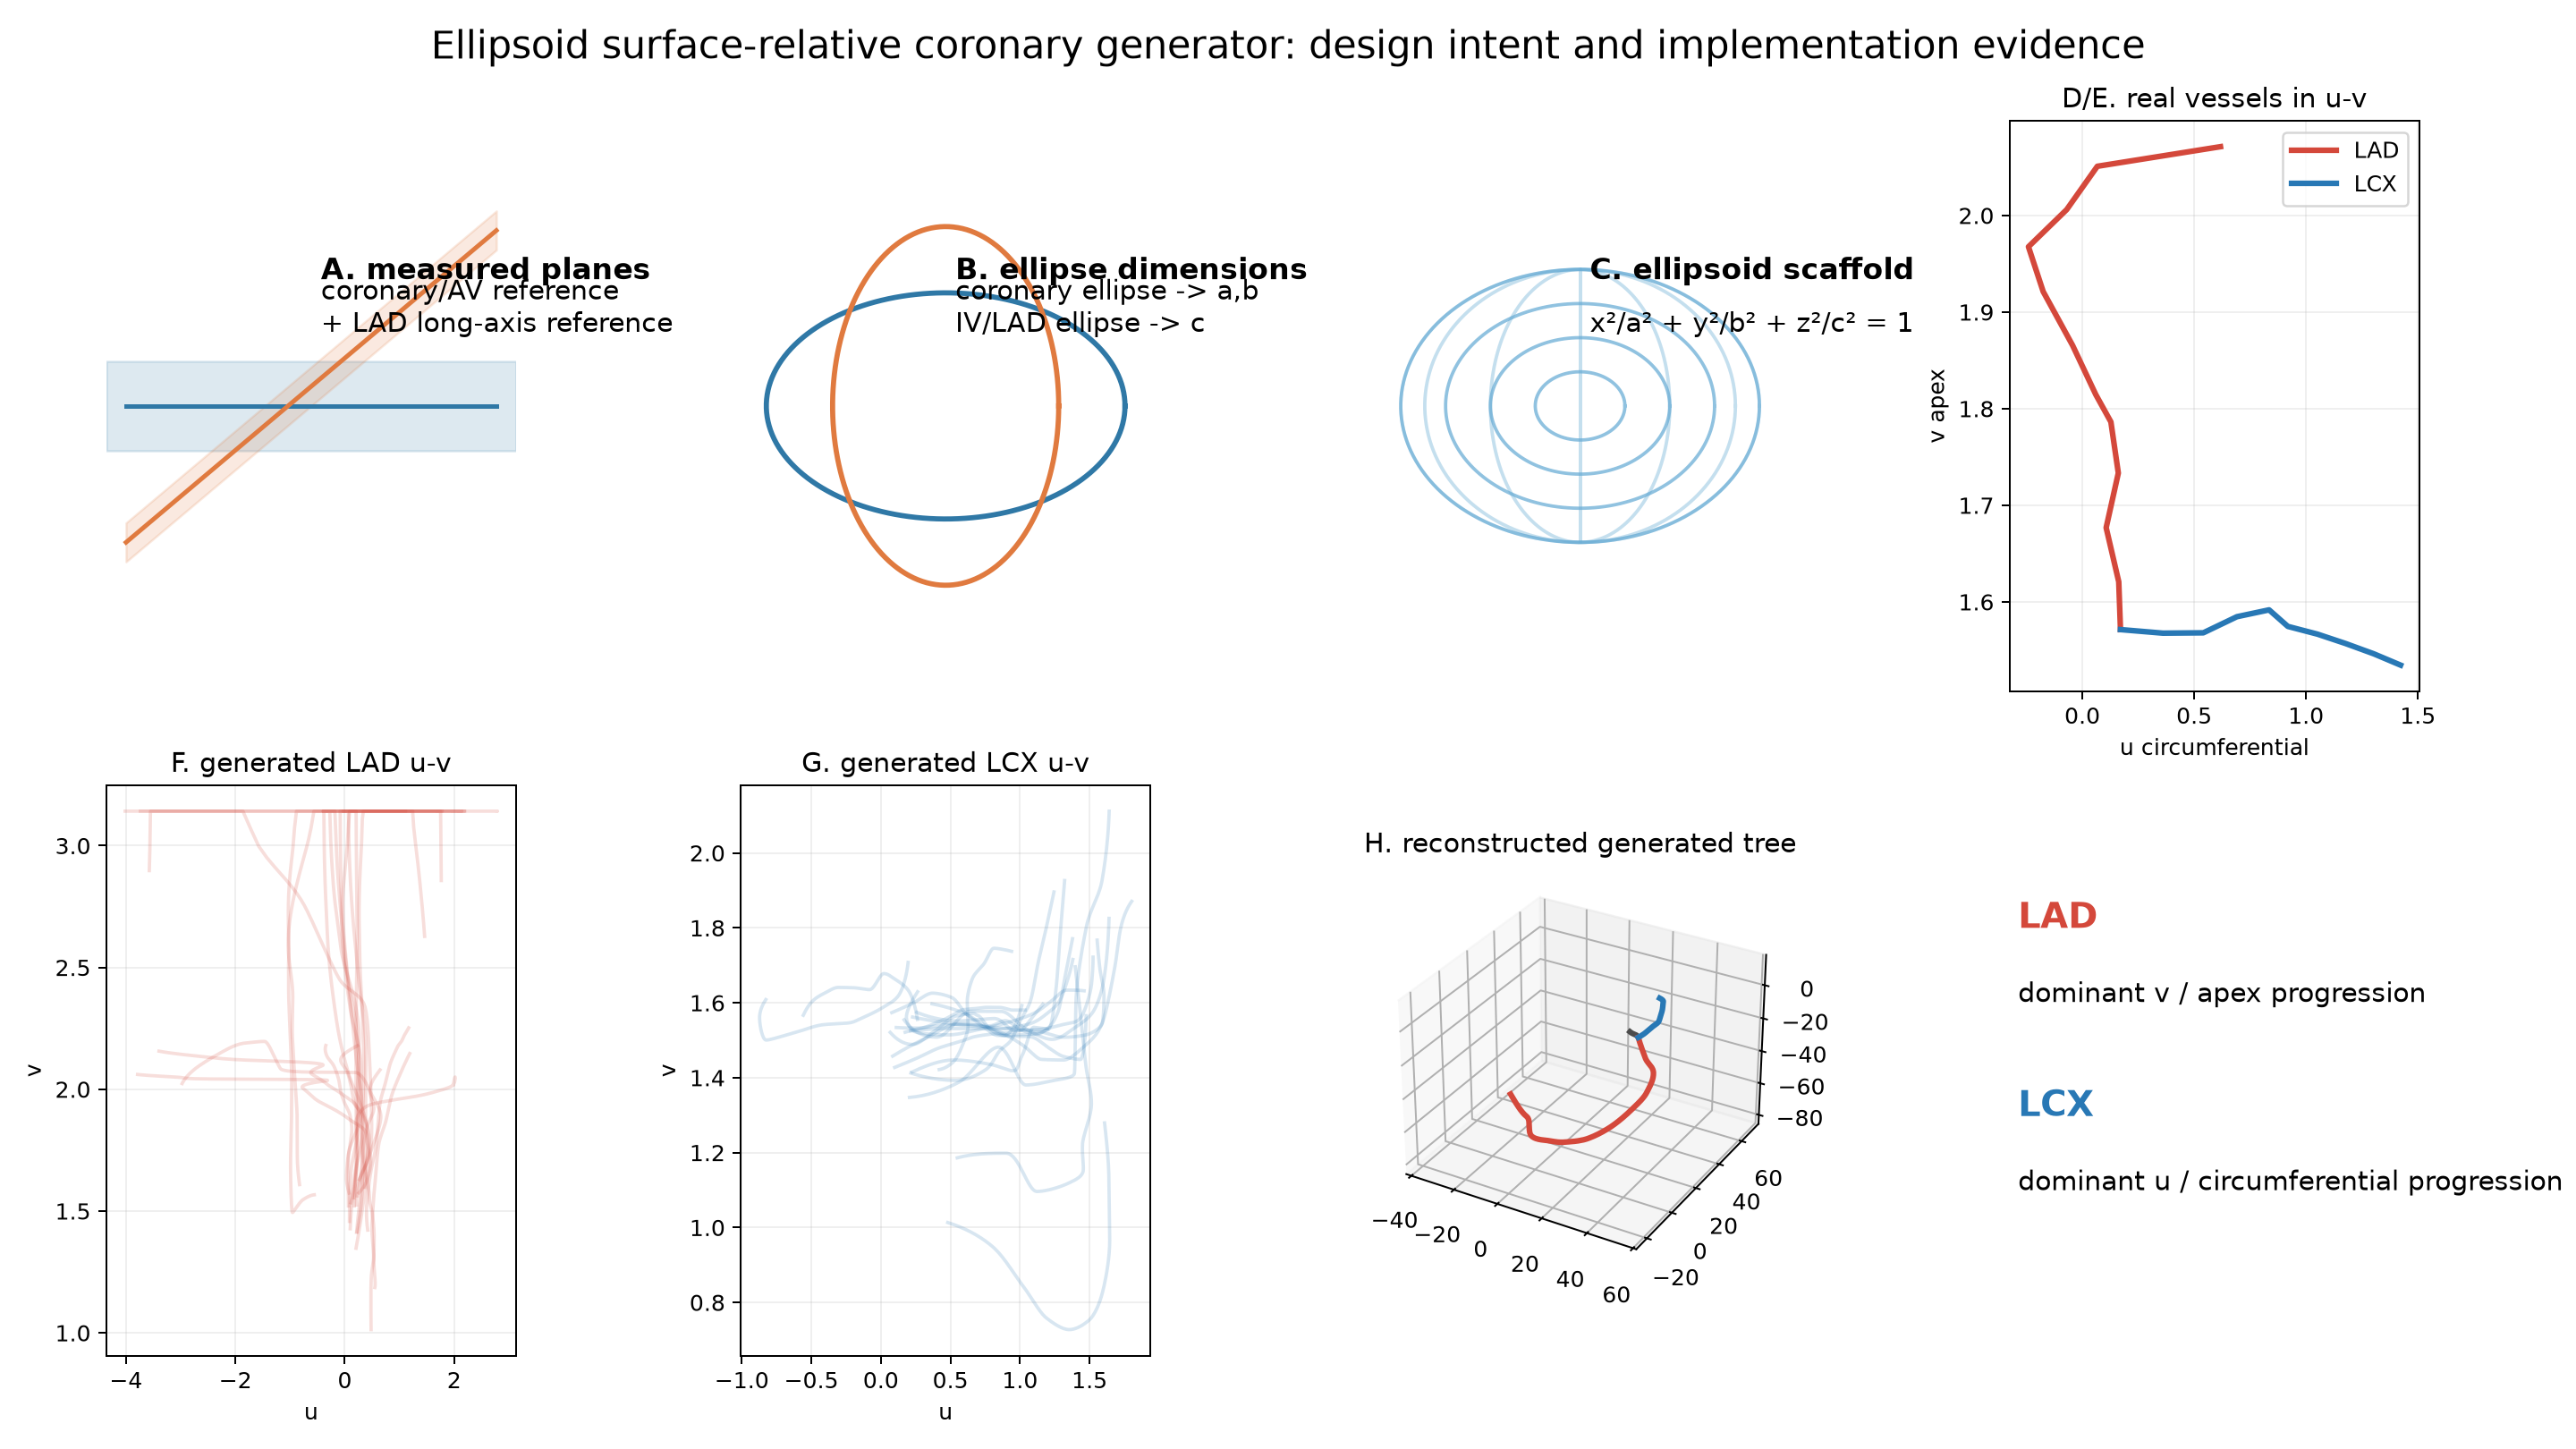 Ellipsoid surface-relative coronary generator: design intent and implementation evidence
A. measured planes
coronary/AV reference
+ LAD long-axis reference
B. ellipse dimensions
coronary ellipse -> a,b
IV/LAD ellipse -> c
C. ellipsoid scaffold
x²/a² + y²/b² + z²/c² = 1
D/E. real vessels in u-v
LAD
LCX
v apex
2.0
1.9
1.8
1.7
1.6
0.0 0.5 1.0 1.5
u circumferential
F. generated LAD u-v
v
3.0
2.5
2.0
1.5
1.0
−4 −2 0 2
u
G. generated LCX u-v
v
2.0
1.8
1.6
1.4
1.2
1.0
0.8
−1.0 −0.5 0.0 0.5 1.0 1.5
u
H. reconstructed generated tree
0
−20
−40
−60
−80
60
40
20
0
−20
−40 −20 0 20 40 60
LAD
dominant v / apex progression
LCX
dominant u / circumferential progression